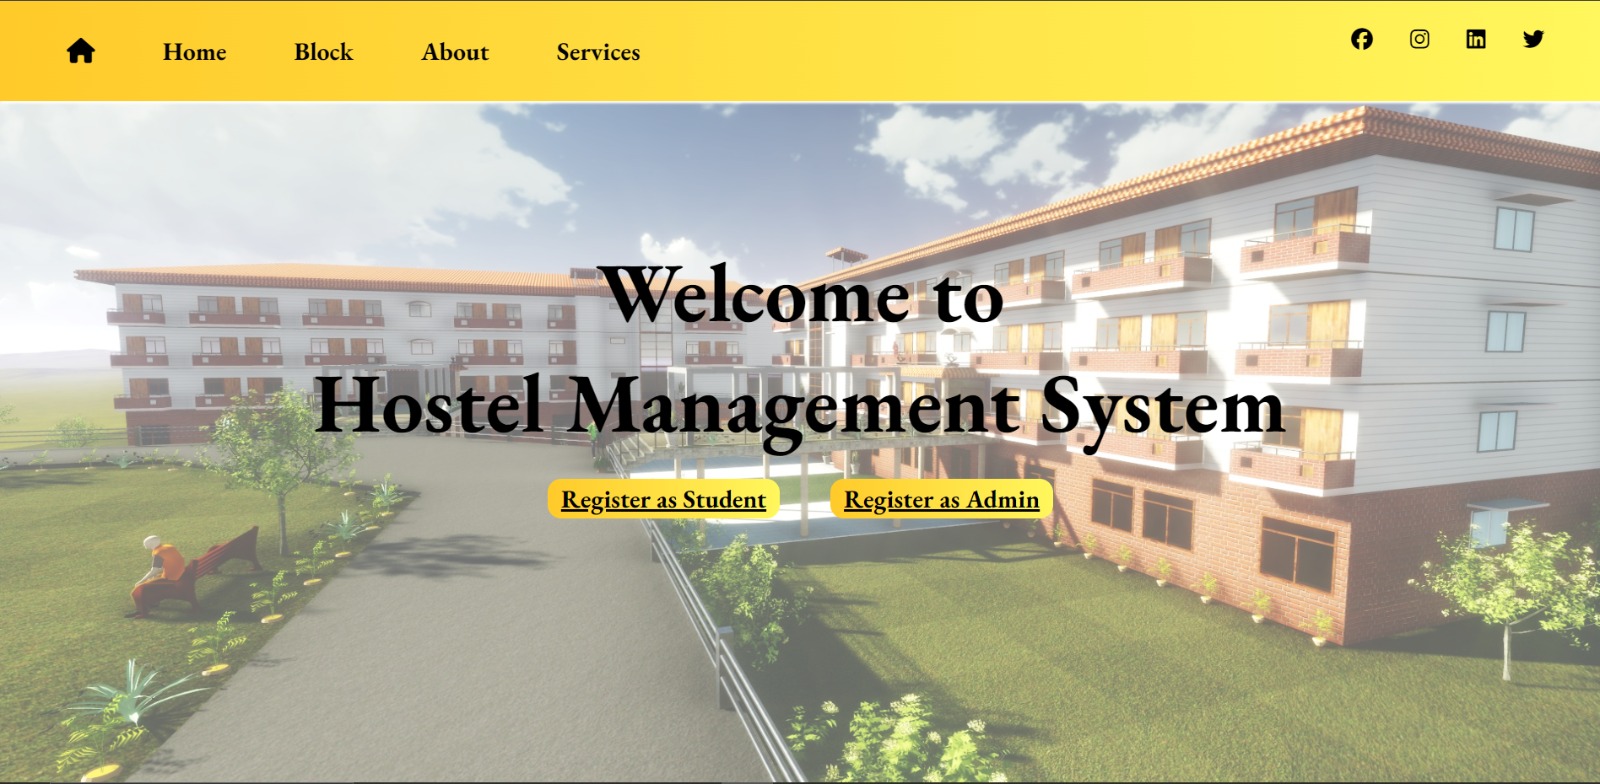 Home Block About Services
Welcome to
Hostel Management System
Register as Student Register as Admin